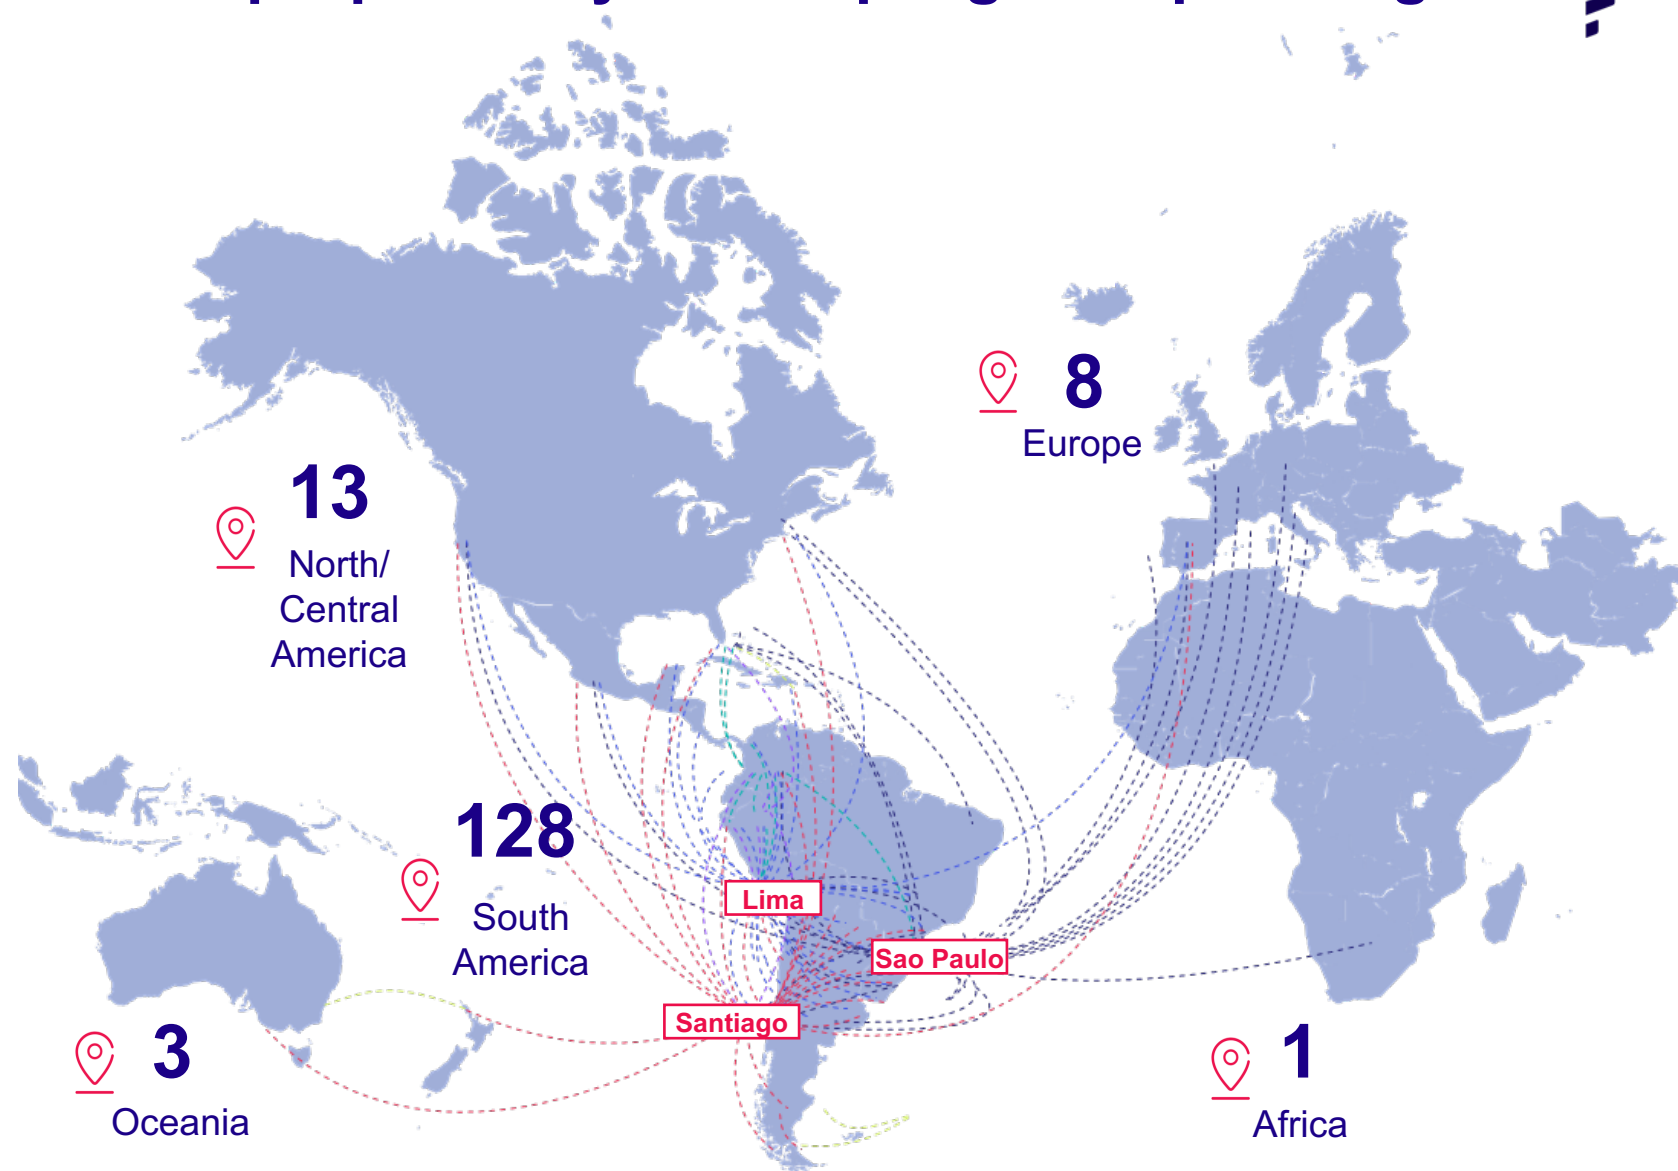 8
Europe
13
North/
Central
America
128
South
America
Lima
Sao Paulo
Santiago
3
Oceania
1
Africa